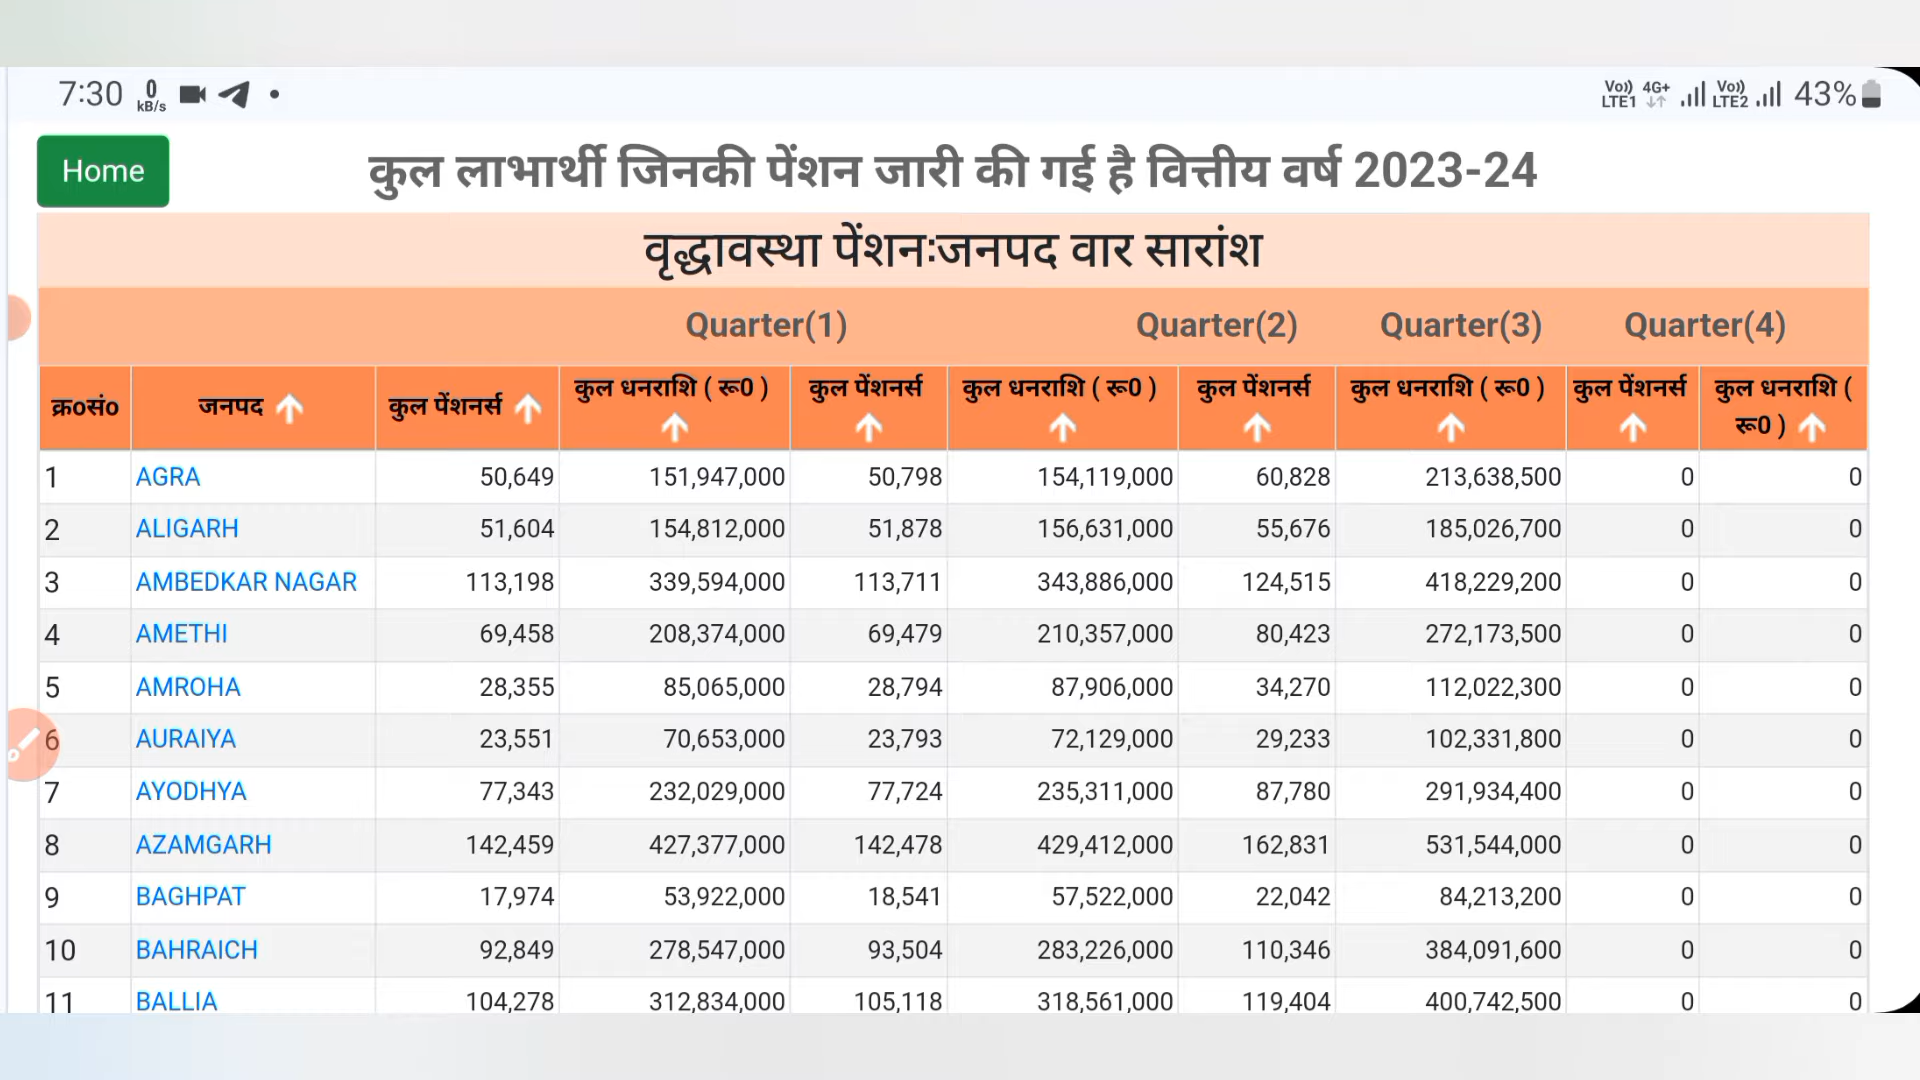 7:30 0 kB/s Vo)) LTE1 4G+ Vo)) LTE2 43%
Home
कुल लाभार्थी जिनकी पेंशन जारी की गई है वित्तीय वर्ष 2023-24
वृद्धावस्था पेंशनःजनपद वार सारांश
Quarter(1) Quarter(2) Quarter(3) Quarter(4)
क्र०सं० जनपद कुल पेंशनर्स कुल धनराशि ( रू0 ) कुल पेंशनर्स कुल धनराशि ( रू0 ) कुल पेंशनर्स कुल धनराशि ( रू0 ) कुल पेंशनर्स कुल धनराशि ( रू0 )
1 AGRA 50,649 151,947,000 50,798 154,119,000 60,828 213,638,500 0 0
2 ALIGARH 51,604 154,812,000 51,878 156,631,000 55,676 185,026,700 0 0
3 AMBEDKAR NAGAR 113,198 339,594,000 113,711 343,886,000 124,515 418,229,200 0 0
4 AMETHI 69,458 208,374,000 69,479 210,357,000 80,423 272,173,500 0 0
5 AMROHA 28,355 85,065,000 28,794 87,906,000 34,270 112,022,300 0 0
6 AURAIYA 23,551 70,653,000 23,793 72,129,000 29,233 102,331,800 0 0
7 AYODHYA 77,343 232,029,000 77,724 235,311,000 87,780 291,934,400 0 0
8 AZAMGARH 142,459 427,377,000 142,478 429,412,000 162,831 531,544,000 0 0
9 BAGHPAT 17,974 53,922,000 18,541 57,522,000 22,042 84,213,200 0 0
10 BAHRAICH 92,849 278,547,000 93,504 283,226,000 110,346 384,091,600 0 0
11 BALLIA 104,278 312,834,000 105,118 318,561,000 119,404 400,742,500 0 0